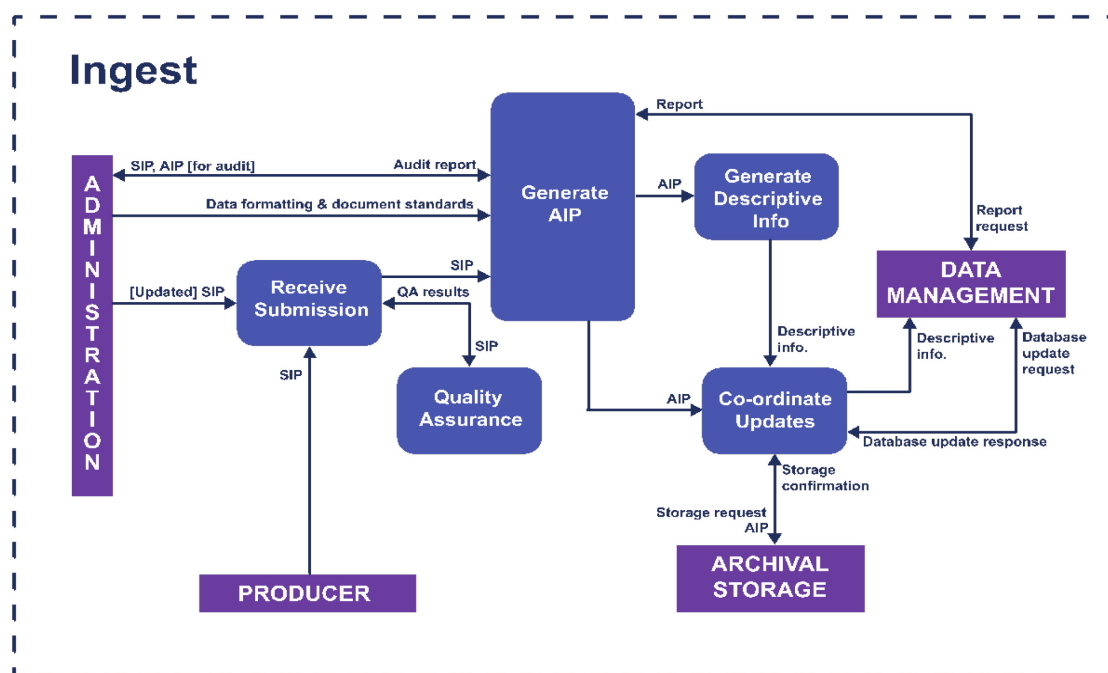 Ingest
Report
SIP, AIP [for audit]
Audit report
Generate
AIP
AIP
Generate
Descriptive
Info
ADMINISTRATION
Data formatting & document standards
Report
request
SIP
Receive
Submission
[Updated] SIP
QA results
DATA
MANAGEMENT
SIP
Descriptive
info.
Descriptive
info.
Database
update
request
SIP
Quality
Assurance
AIP
Co-ordinate
Updates
Database update response
Storage
confirmation
Storage request
AIP
PRODUCER
ARCHIVAL
STORAGE